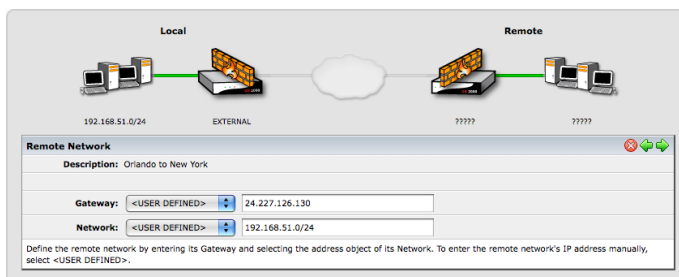 Local
Remote
192.168.51.0/24
EXTERNAL
?????
?????
Remote Network
Description: Orlando to New York
Gateway: <USER DEFINED> 24.227.126.130
Network: <USER DEFINED> 192.168.51.0/24
Define the remote network by entering its Gateway and selecting the address object of its Network. To enter the remote network's IP address manually,
select <USER DEFINED>.